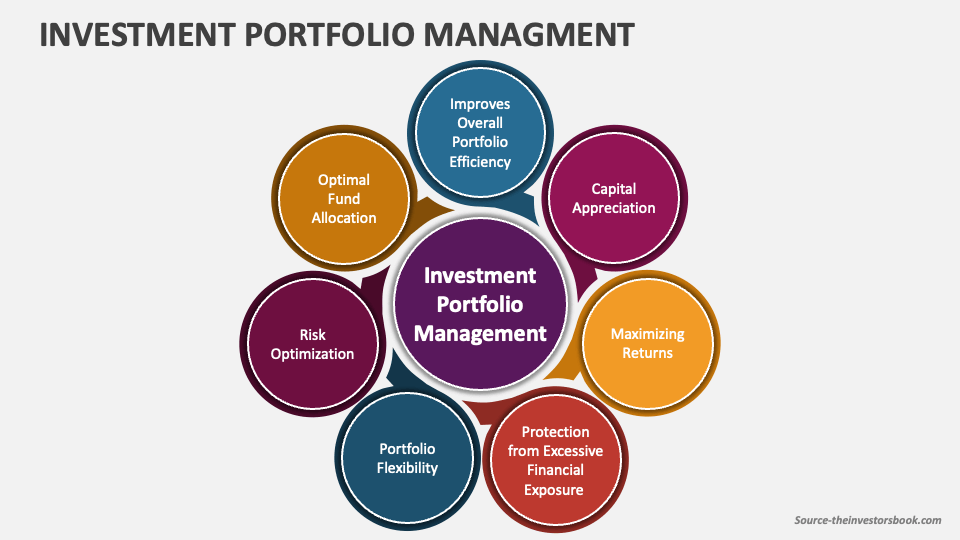 INVESTMENT PORTFOLIO MANAGMENT
Improves
Overall
Portfolio
Efficiency
Capital
Appreciation
Maximizing
Returns
Protection
from Excessive
Financial
Exposure
Portfolio
Flexibility
Risk
Optimization
Optimal
Fund
Allocation
Investment
Portfolio
Management
Source-theinvestorsbook.com